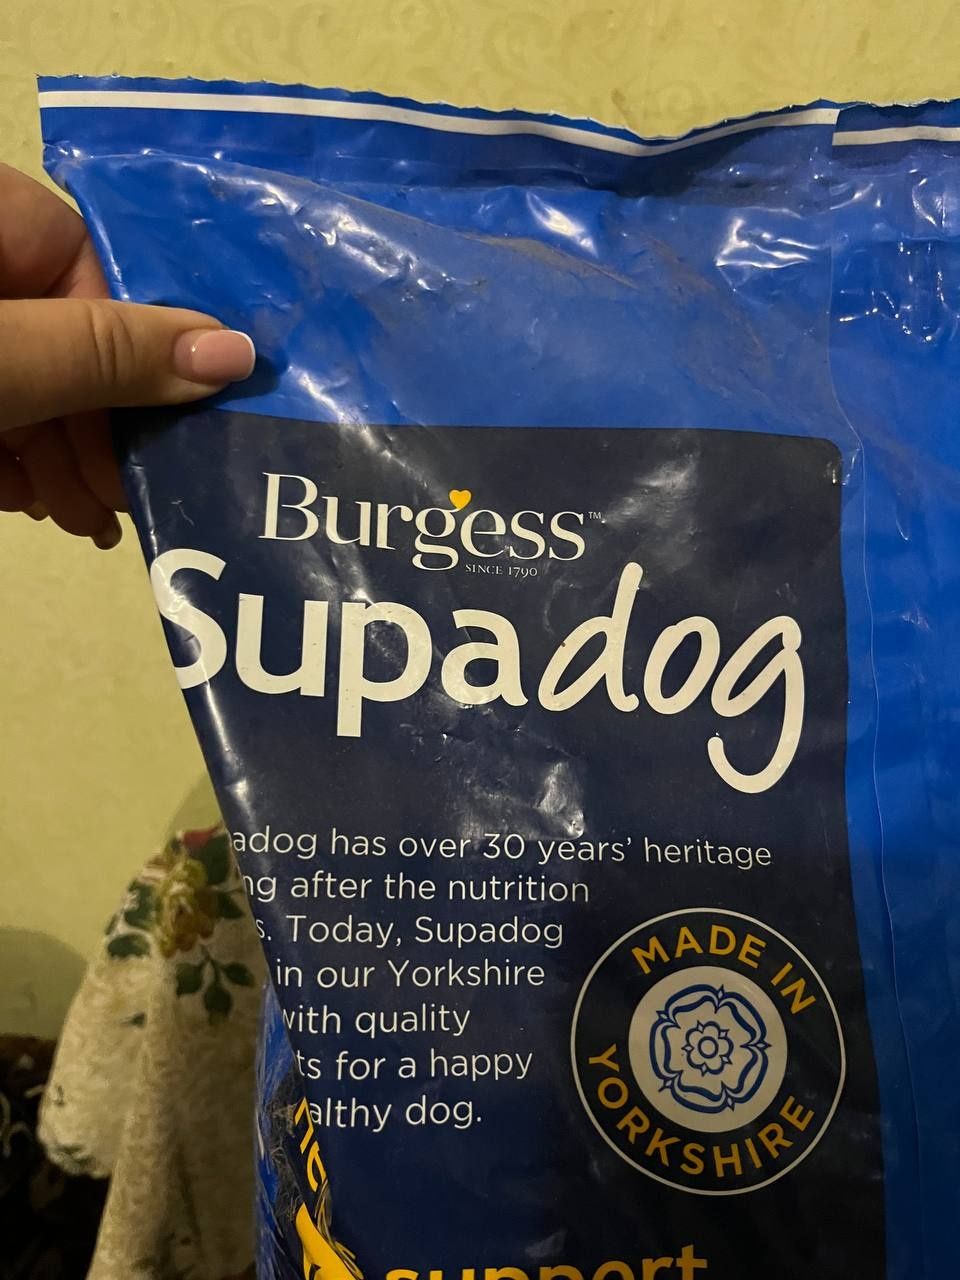 Burgess™
SINCE 1790
Supadog
adog has over 30 years' heritage
ng after the nutrition
s. Today, Supadog
in our Yorkshire
with quality
ts for a happy
althy dog.
MADE IN
YORKSHIRE
support